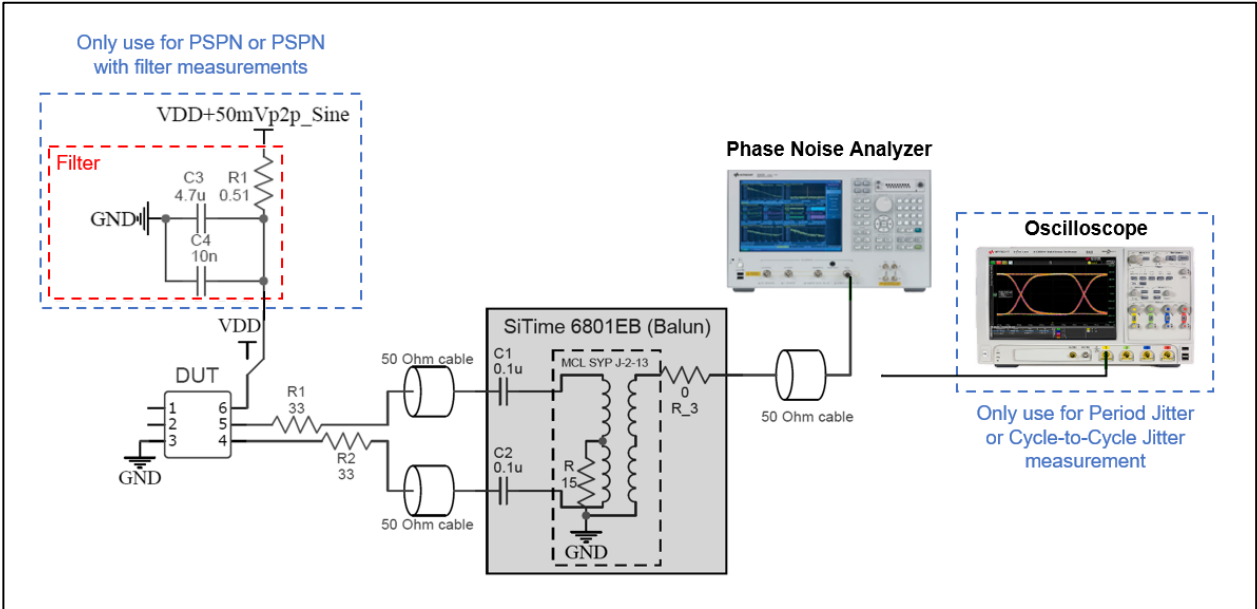 Only use for PSPN or PSPN
with filter measurements
VDD+50mVp2p_Sine
Filter
C3
4.7u
R1
0.51
GND
C4
10n
VDD
DUT
1
2
3
6
5
4
GND
R1
33
R2
33
50 Ohm cable
50 Ohm cable
SiTime 6801EB (Balun)
C1
0.1u
MCL SYP J-2-13
C2
0.1u
R
15
GND
0
R_3
50 Ohm cable
Phase Noise Analyzer
Oscilloscope
Only use for Period Jitter
or Cycle-to-Cycle Jitter
measurement